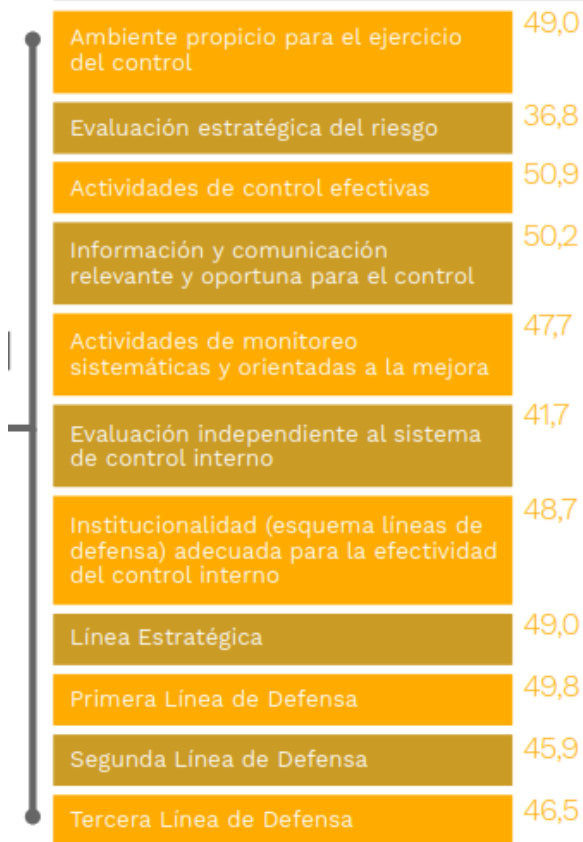 Ambiente propicio para el ejercicio
del control
49,0
Evaluación estratégica del riesgo
36,8
Actividades de control efectivas
50,9
Información y comunicación
relevante y oportuna para el control
50,2
Actividades de monitoreo
sistemáticas y orientadas a la mejora
47,7
Evaluación independiente al sistema
de control interno
41,7
Institucionalidad (esquema líneas de
defensa) adecuada para la efectividad
del control interno
48,7
Línea Estratégica
49,0
Primera Línea de Defensa
49,8
Segunda Línea de Defensa
45,9
Tercera Línea de Defensa
46,5